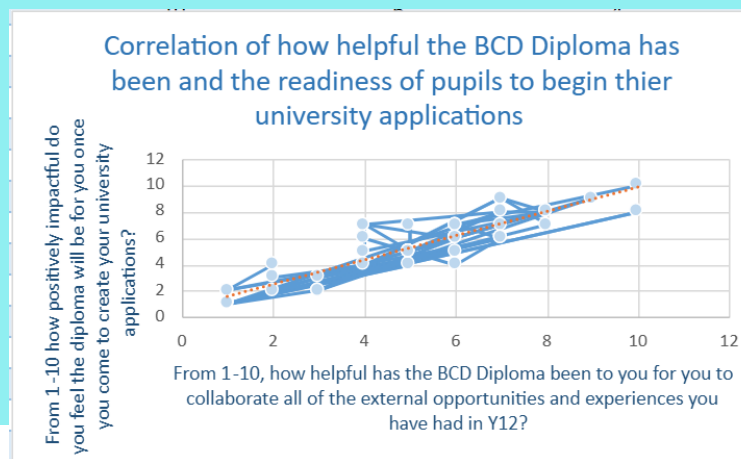 Correlation of how helpful the BCD Diploma has
been and the readiness of pupils to begin thier
university applications
From 1-10 how positively impactful do
you feel the diploma will be for you once
you come to create your university
applications?
12
10
8
6
4
2
0
0 2 4 6 8 10 12
From 1-10, how helpful has the BCD Diploma been to you for you to
collaborate all of the external opportunities and experiences you
have had in Y12?